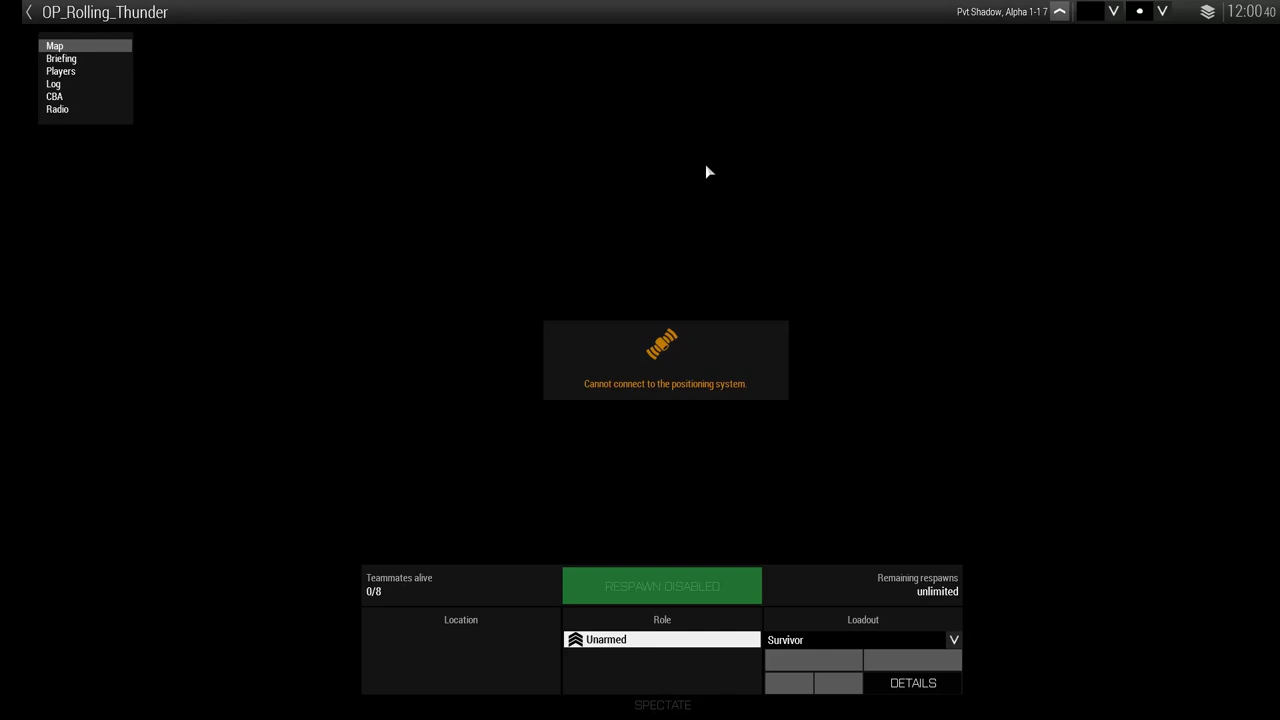 OP_Rolling_Thunder
Pvt Shadow, Alpha 1-1 7
12:00 40
Map
Briefing
Players
Log
CBA
Radio
Cannot connect to the positioning system.
Teammates alive
0/8
RESPAWN DISABLED
Remaining respawns
unlimited
Location
Role
Loadout
Unarmed
Survivor
DETAILS
SPECTATE